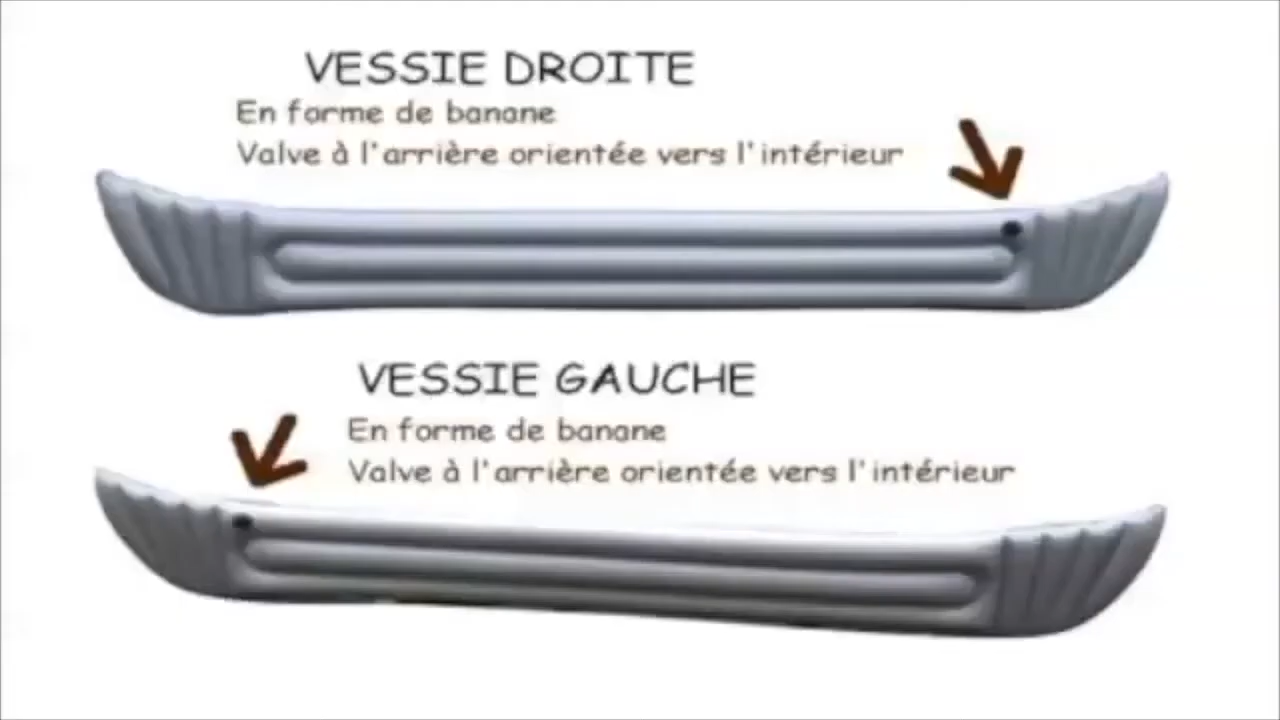 VESSIE DROITE
En forme de banane
Valve à l'arrière orientée vers l'intérieur
VESSIE GAUCHE
En forme de banane
Valve à l'arrière orientée vers l'intérieur